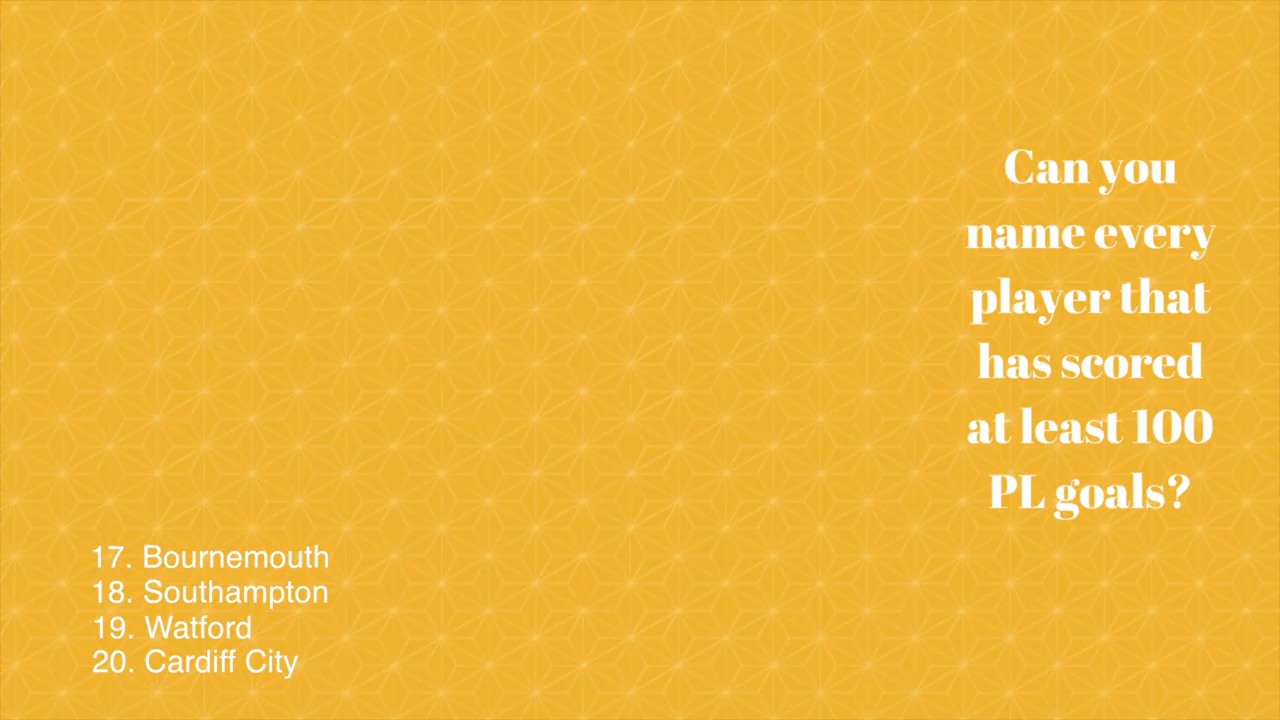 Can you
name every
player that
has scored
at least 100
PL goals?
17. Bournemouth
18. Southampton
19. Watford
20. Cardiff City